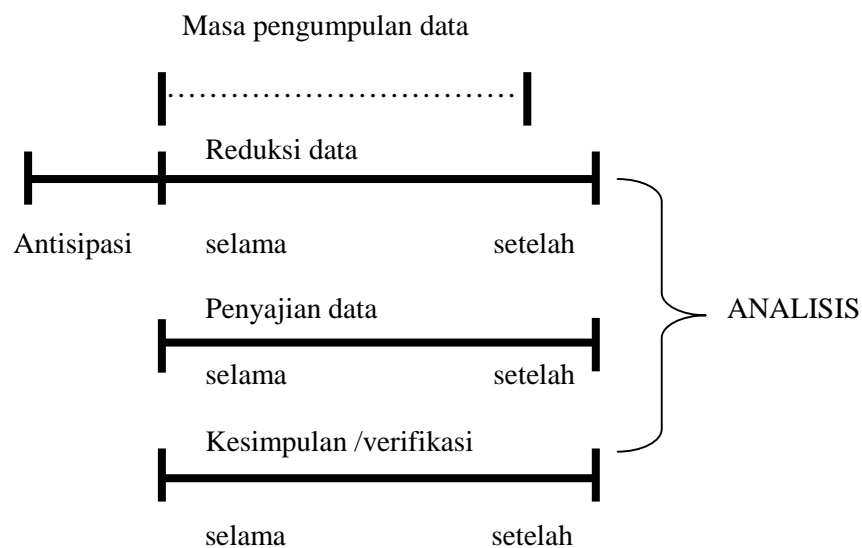 Masa pengumpulan data
Reduksi data
Antisipasi selama setelah
Penyajian data
ANALISIS
selama setelah
Kesimpulan /verifikasi
selama setelah